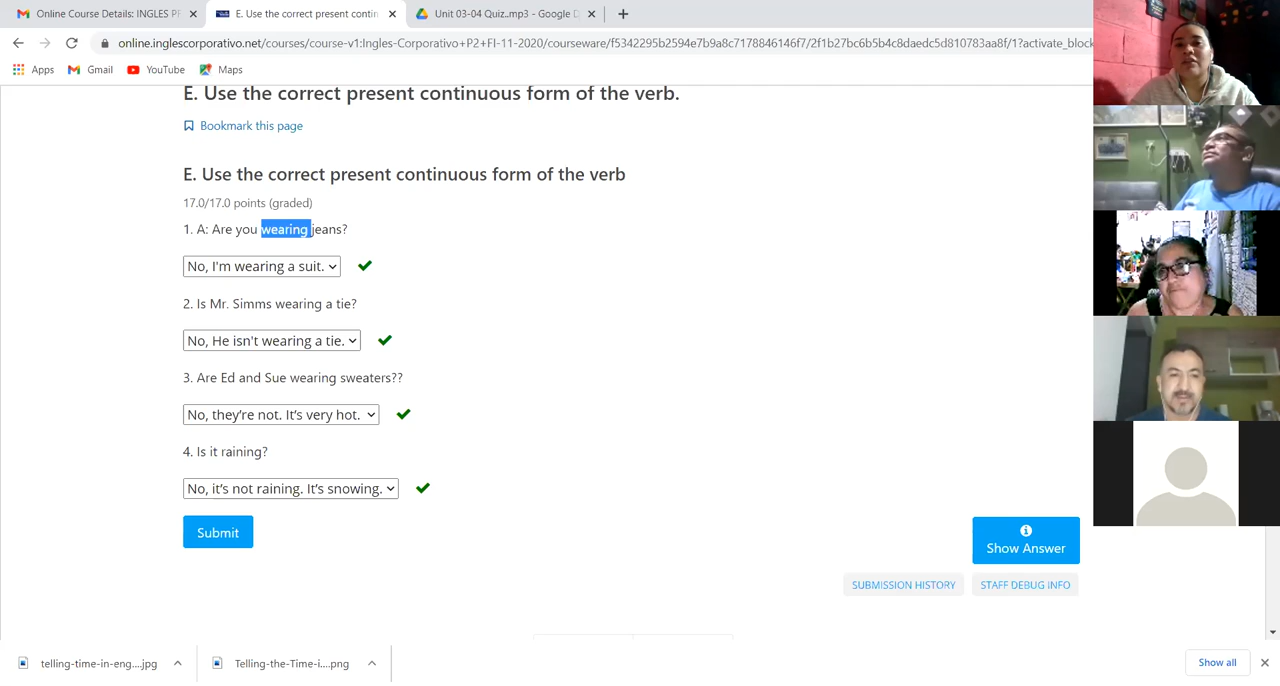 Online Course Details: INGLES PF
E. Use the correct present contin
Unit 03-04 Quiz..mp3 - Google D
online.inglescorporativo.net/courses/course-v1:Ingles-Corporativo+P2+FI-11-2020/courseware/f5342295b2594e7b9a8c7178846146f7/2f1b27bc6b5b4c8daedc5d810783aa8f/1?activate_block
Apps Gmail YouTube Maps
E. Use the correct present continuous form of the verb.
Bookmark this page
E. Use the correct present continuous form of the verb
17.0/17.0 points (graded)
1. A: Are you wearing jeans?
No, I'm wearing a suit.
2. Is Mr. Simms wearing a tie?
No, He isn't wearing a tie.
3. Are Ed and Sue wearing sweaters??
No, they're not. It's very hot.
4. Is it raining?
No, it's not raining. It's snowing.
Submit
Show Answer
SUBMISSION HISTORY STAFF DEBUG INFO
telling-time-in-eng....jpg
Telling-the-Time-i....png
Show all